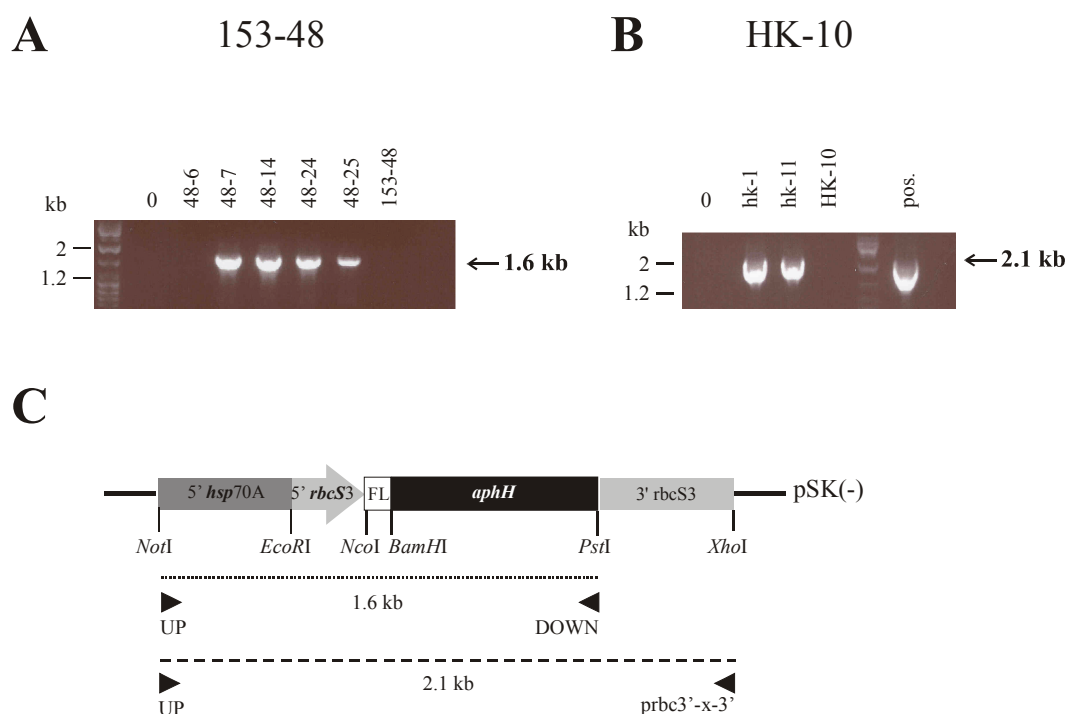 A 153-48
B HK-10
0 48-6 48-7 48-14 48-24 48-25 153-48
kb
2
1.2
1.6 kb
0 hk-1 hk-11 HK-10 pos.
kb
2
1.2
2.1 kb
C
5' hsp70A 5' rbcS3 FL aphH 3' rbcS3 pSK(-)
NotI EcoRI NcoI BamHI PstI XhoI
1.6 kb
UP DOWN
2.1 kb
UP prbc3'-x-3'